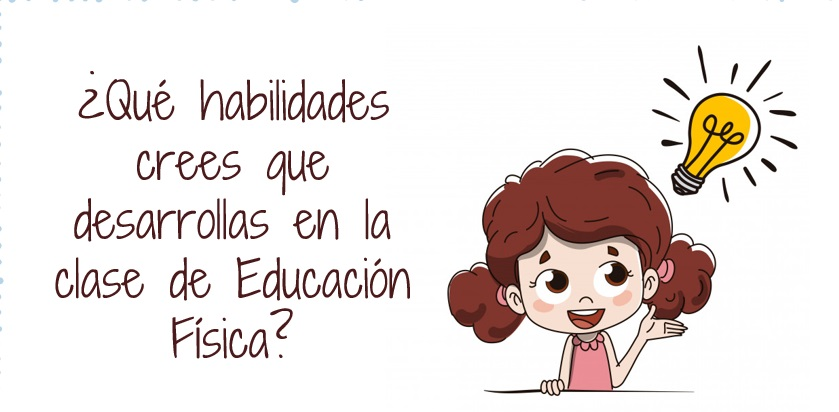 ¿Qué habilidades
crees que
desarrollas en la
clase de Educación
Física?